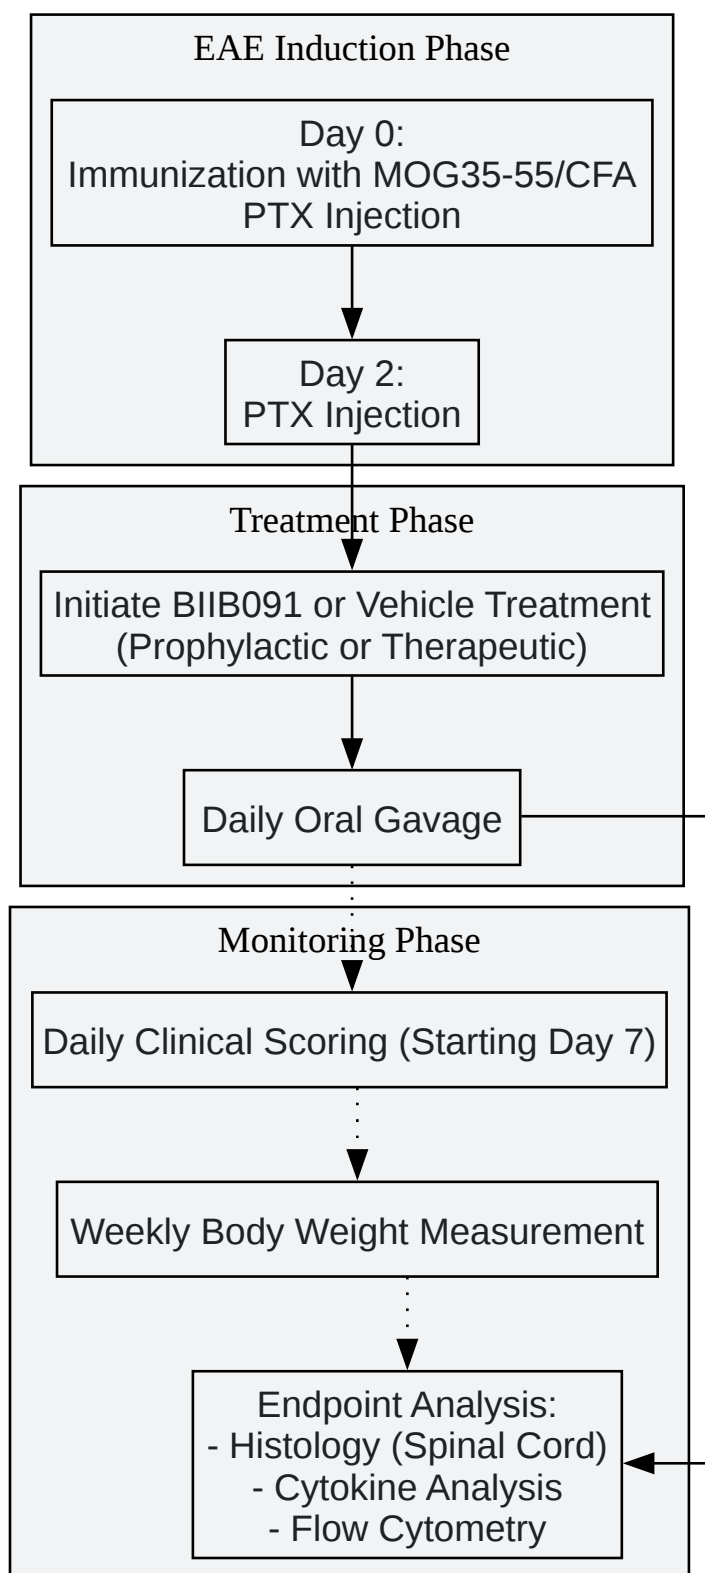 EAE Induction Phase
Day 0:
Immunization with MOG35-55/CFA
PTX Injection
Day 2:
PTX Injection
Treatment Phase
Initiate BIIB091 or Vehicle Treatment
(Prophylactic or Therapeutic)
Daily Oral Gavage
Monitoring Phase
Daily Clinical Scoring (Starting Day 7)
Weekly Body Weight Measurement
Endpoint Analysis:
- Histology (Spinal Cord)
- Cytokine Analysis
- Flow Cytometry